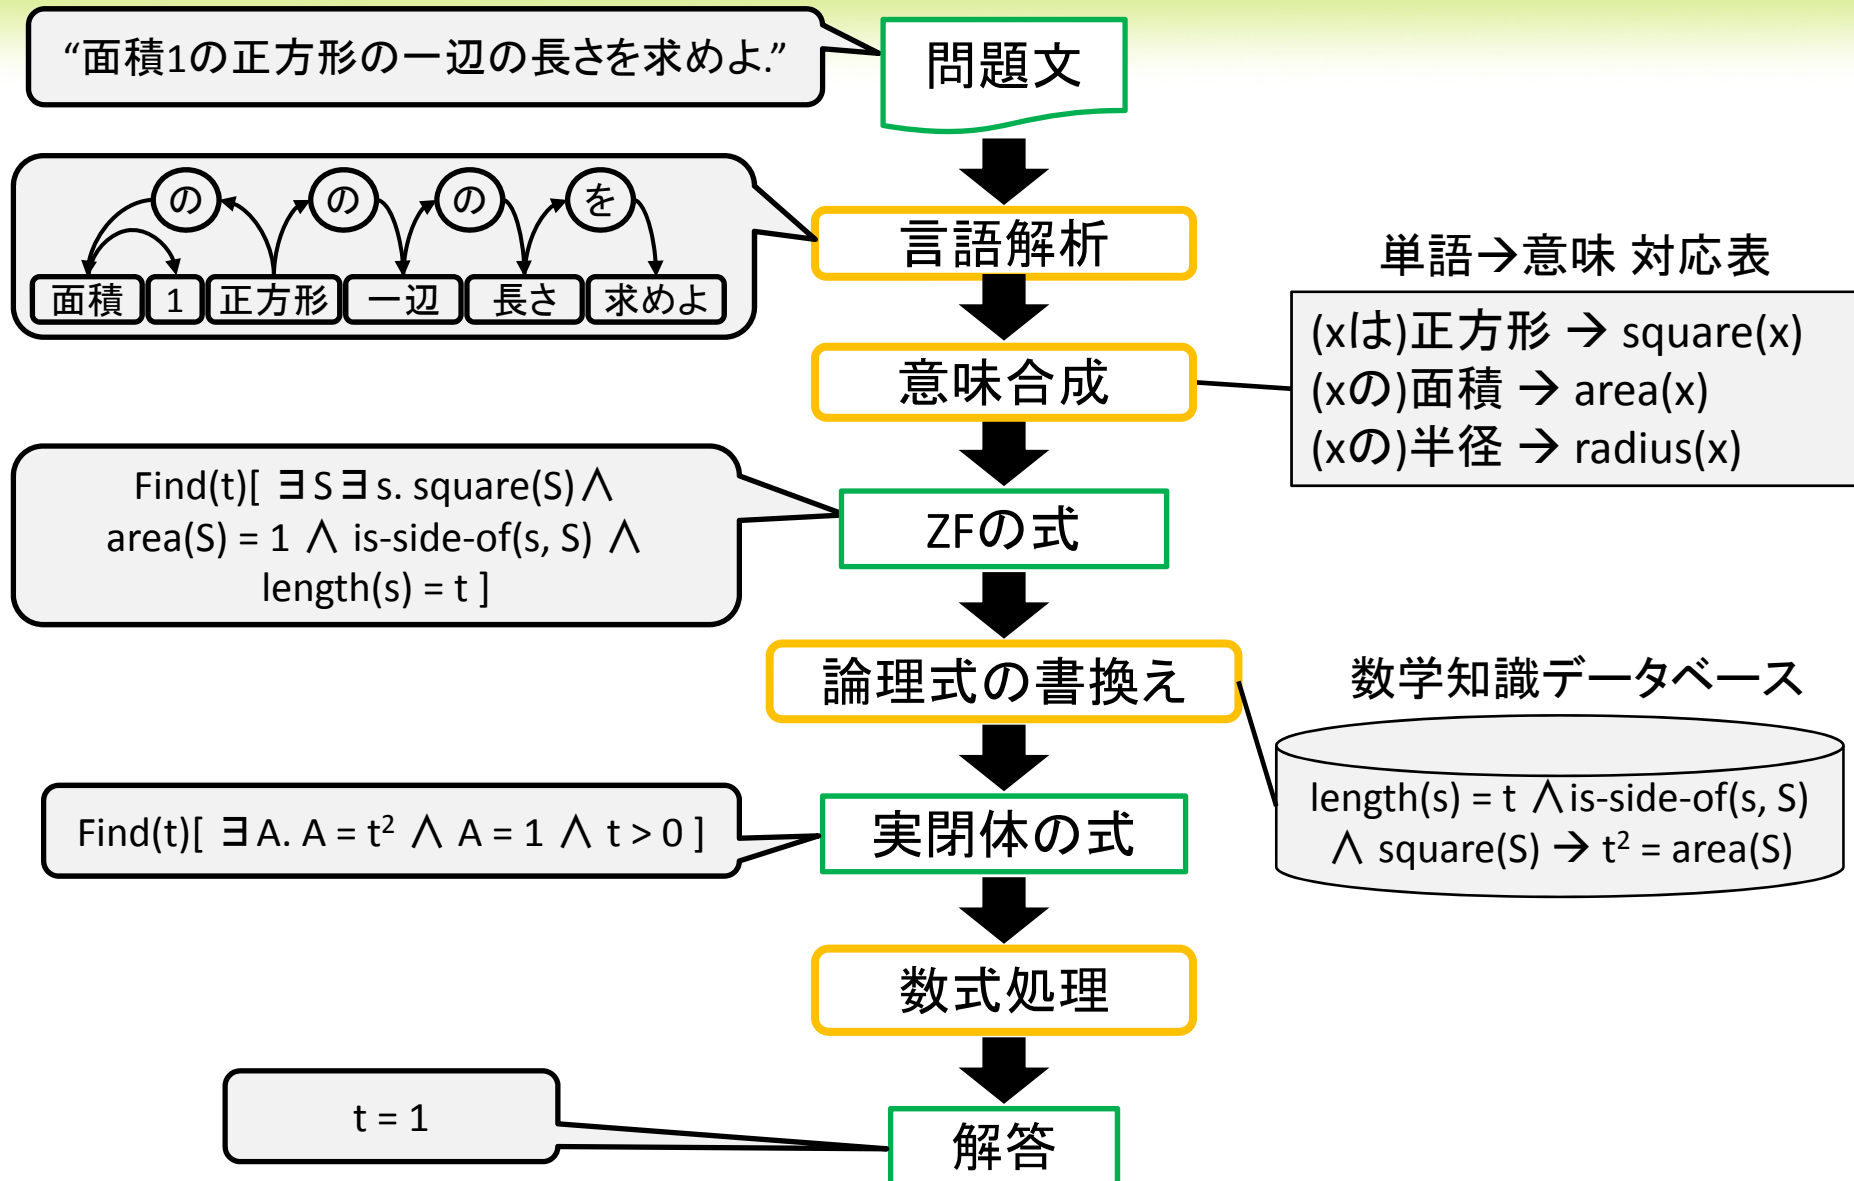 “面積1の正方形の一辺の長さを求めよ.”
問題文
の の の を
面積 1 正方形 一辺 長さ 求めよ
言語解析
単語→意味 対応表
(xは)正方形 → square(x)
(xの)面積 → area(x)
(xの)半径 → radius(x)
意味合成
Find(t)[ ∃S∃s. square(S)∧
area(S) = 1 ∧ is-side-of(s, S) ∧
length(s) = t ]
ZFの式
論理式の書換え
数学知識データベース
length(s) = t ∧is-side-of(s, S)
∧ square(S) → t² = area(S)
Find(t)[ ∃A. A = t² ∧ A = 1 ∧ t > 0 ]
実閉体の式
数式処理
t = 1
解答